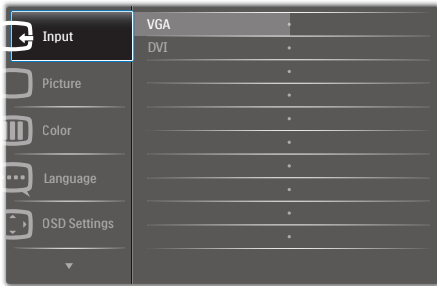 Input
VGA
DVI
Picture
Color
Language
OSD Settings